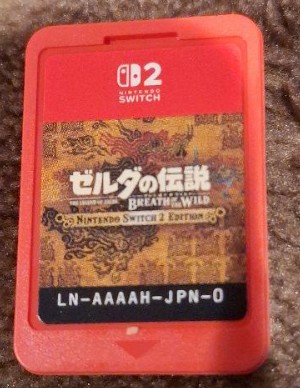 2
NINTENDO
SWITCH
ゼルダの伝説
THE LEGEND OF ZELDA
BREATH OF THE WILD
NINTENDO SWITCH 2 EDITION
LN-AAAAH-JPN-0